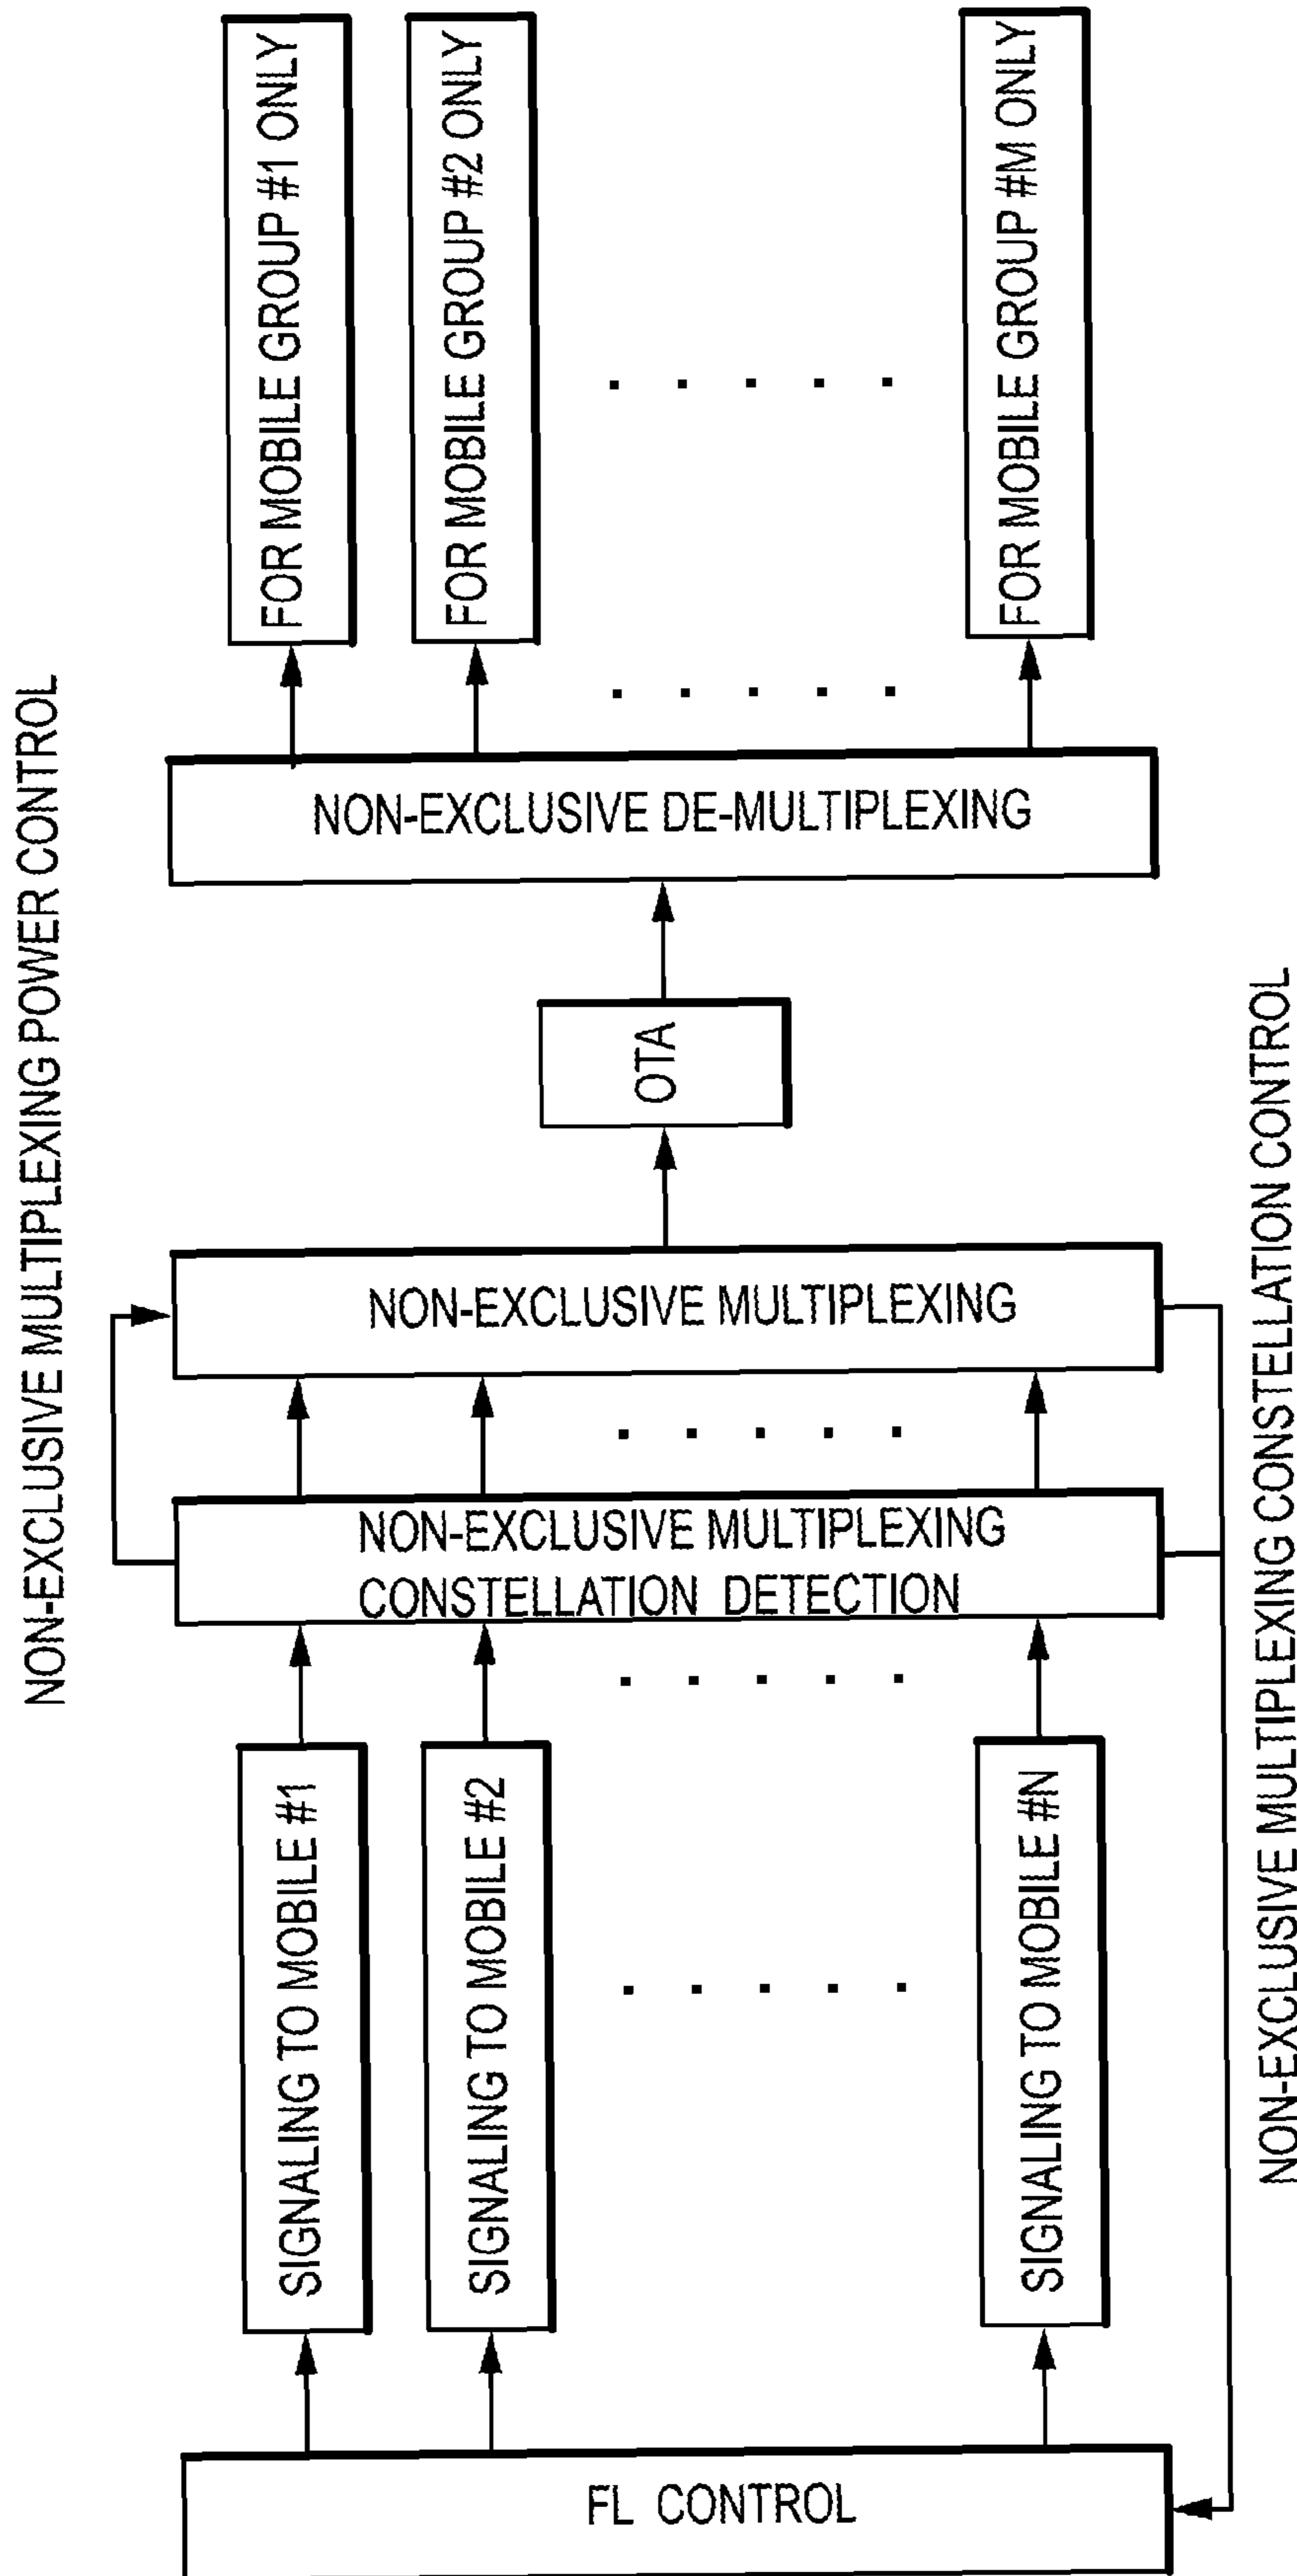 NON-EXCLUSIVE MULTIPLEXING POWER CONTROL
FOR MOBILE GROUP #1 ONLY
FOR MOBILE GROUP #2 ONLY
FOR MOBILE GROUP #M ONLY
NON-EXCLUSIVE DE-MULTIPLEXING
OTA
NON-EXCLUSIVE MULTIPLEXING
NON-EXCLUSIVE MULTIPLEXING
CONSTELLATION DETECTION
SIGNALING TO MOBILE #1
SIGNALING TO MOBILE #2
SIGNALING TO MOBILE #N
FL CONTROL
NON-EXCLUSIVE MULTIPLEXING CONSTELLATION CONTROL